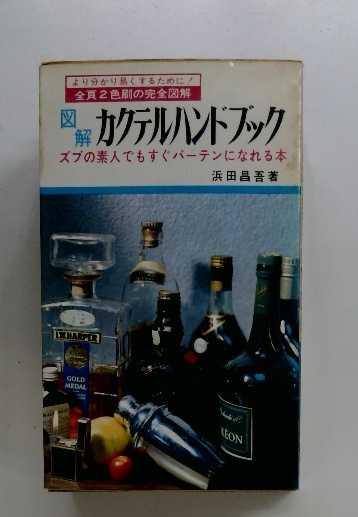 より分かり易くするために!
全頁2色刷の完全図解
図解 カクテルハンドブック
ズブの素人でもすぐバーテンになれる本
浜田昌吾著
I.W.HARPER
GOLD
MEDAL